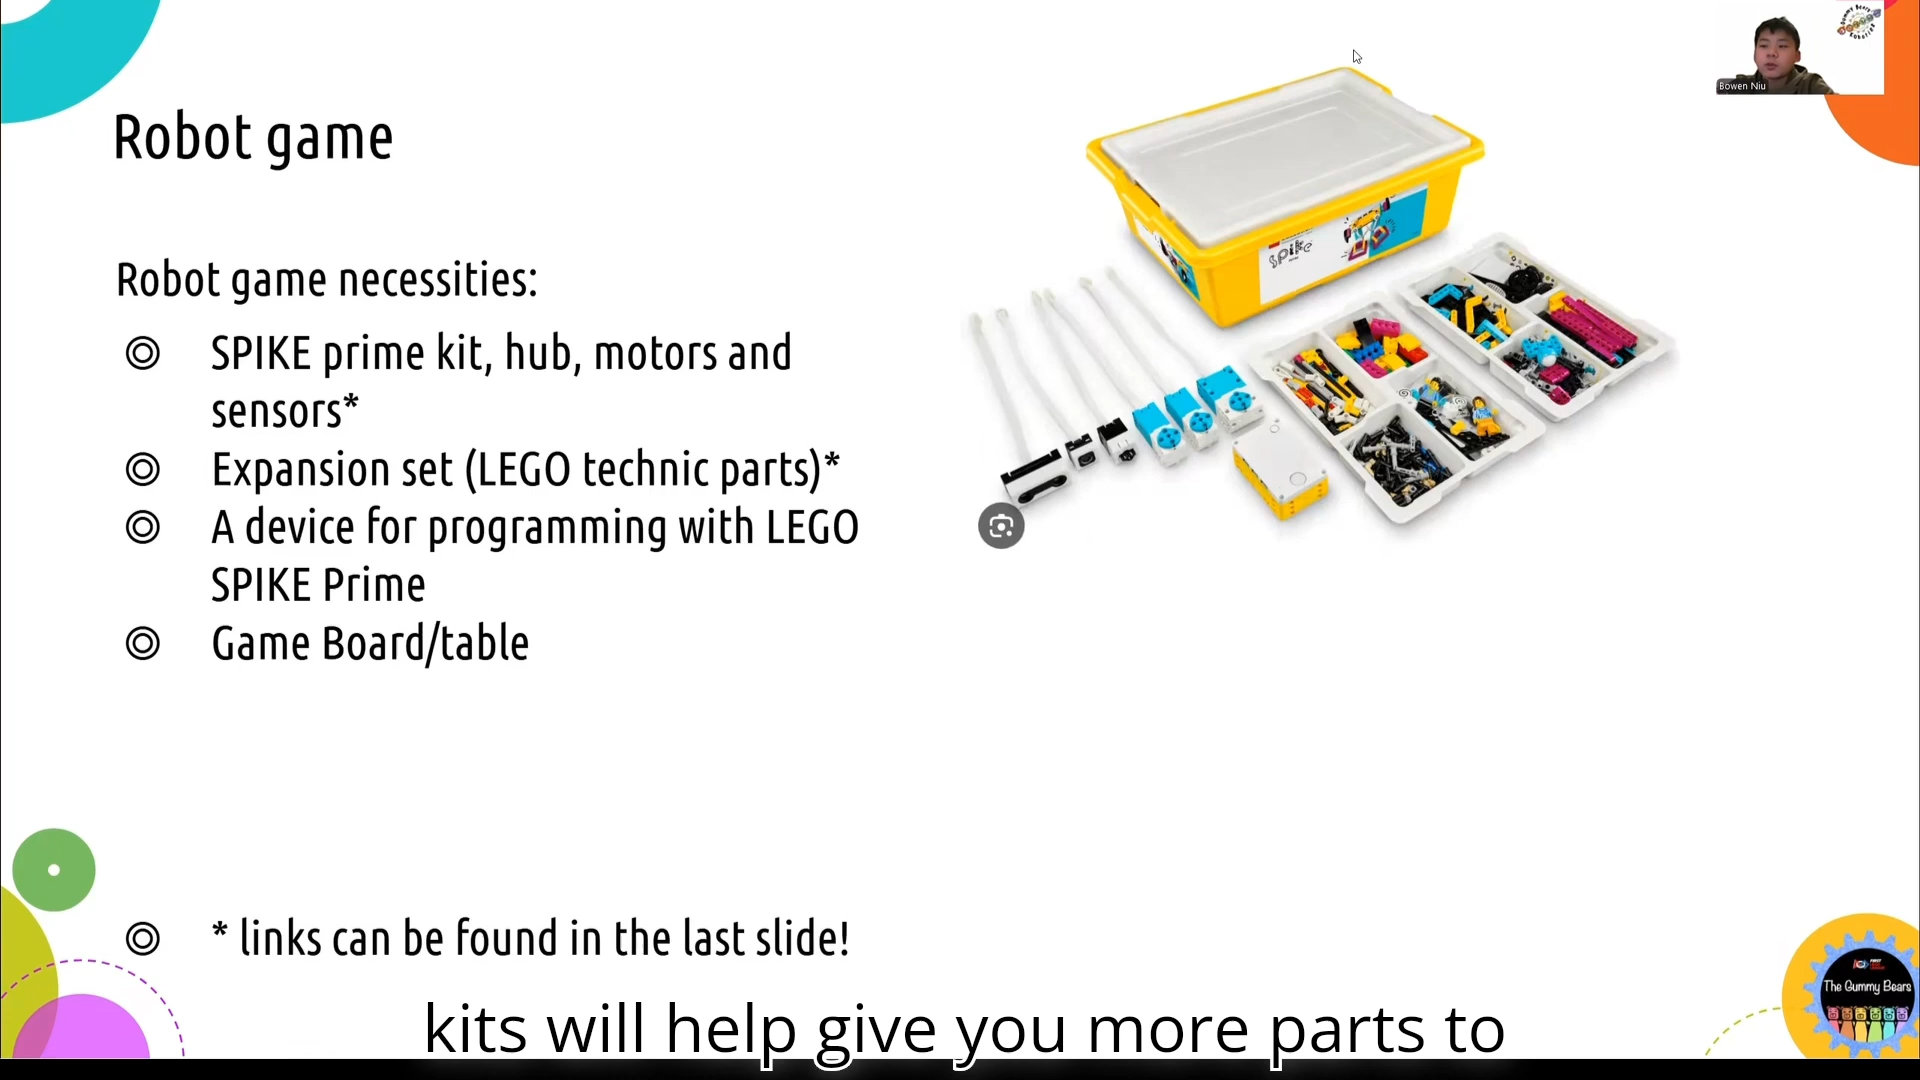 Robot game
Bowen Niu
Robot game necessities:
SPIKE prime kit, hub, motors and
sensors*
Expansion set (LEGO technic parts)*
A device for programming with LEGO
SPIKE Prime
Game Board/table
spike
* links can be found in the last slide!
The Gummy Bears
kits will help give you more parts to